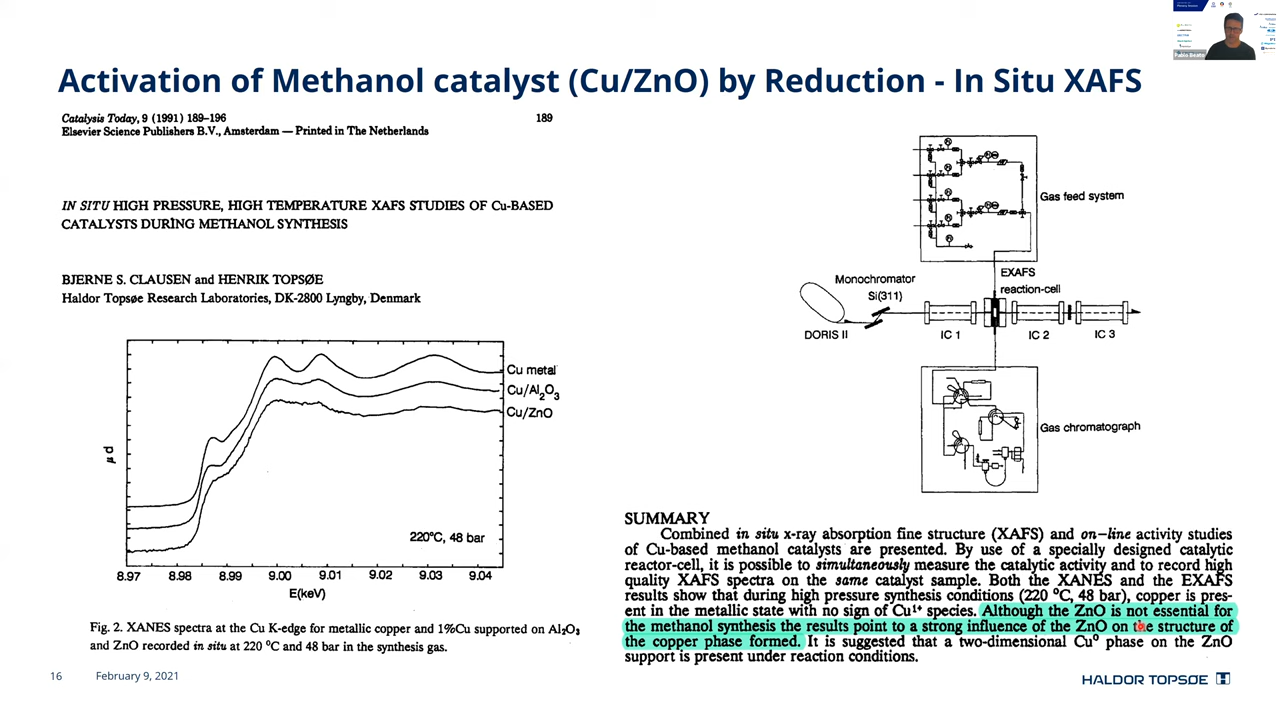 Activation of Methanol catalyst (Cu/ZnO) by Reduction - In Situ XAFS
Catalysis Today, 9 (1991) 189–196 189
Elsevier Science Publishers B.V., Amsterdam — Printed in The Netherlands
IN SITU HIGH PRESSURE, HIGH TEMPERATURE XAFS STUDIES OF Cu-BASED
CATALYSTS DURING METHANOL SYNTHESIS
BJERNE S. CLAUSEN and HENRIK TOPSØE
Haldor Topsøe Research Laboratories, DK-2800 Lyngby, Denmark
Cu metal
Cu/Al₂O₃
Cu/ZnO
μd
220°C, 48 bar
8.97 8.98 8.99 9.00 9.01 9.02 9.03 9.04
E(keV)
Fig. 2. XANES spectra at the Cu K-edge for metallic copper and 1%Cu supported on Al₂O₃
and ZnO recorded in situ at 220 °C and 48 bar in the synthesis gas.
Gas feed system
Monochromator
Si(311)
EXAFS
reaction-cell
DORIS II
IC 1
IC 2
IC 3
Gas chromatograph
SUMMARY
Combined in situ x-ray absorption fine structure (XAFS) and on-line activity studies
of Cu-based methanol catalysts are presented. By use of a specially designed catalytic
reactor-cell, it is possible to simultaneously measure the catalytic activity and to record high
quality XAFS spectra on the same catalyst sample. Both the XANES and the EXAFS
results show that during high pressure synthesis conditions (220 °C, 48 bar), copper is pres-
ent in the metallic state with no sign of Cu¹⁺ species. Although the ZnO is not essential for
the methanol synthesis the results point to a strong influence of the ZnO on the structure of
the copper phase formed. It is suggested that a two-dimensional Cu⁰ phase on the ZnO
support is present under reaction conditions.
16 February 9, 2021
HALDOR TOPSØE
Pablo Beato